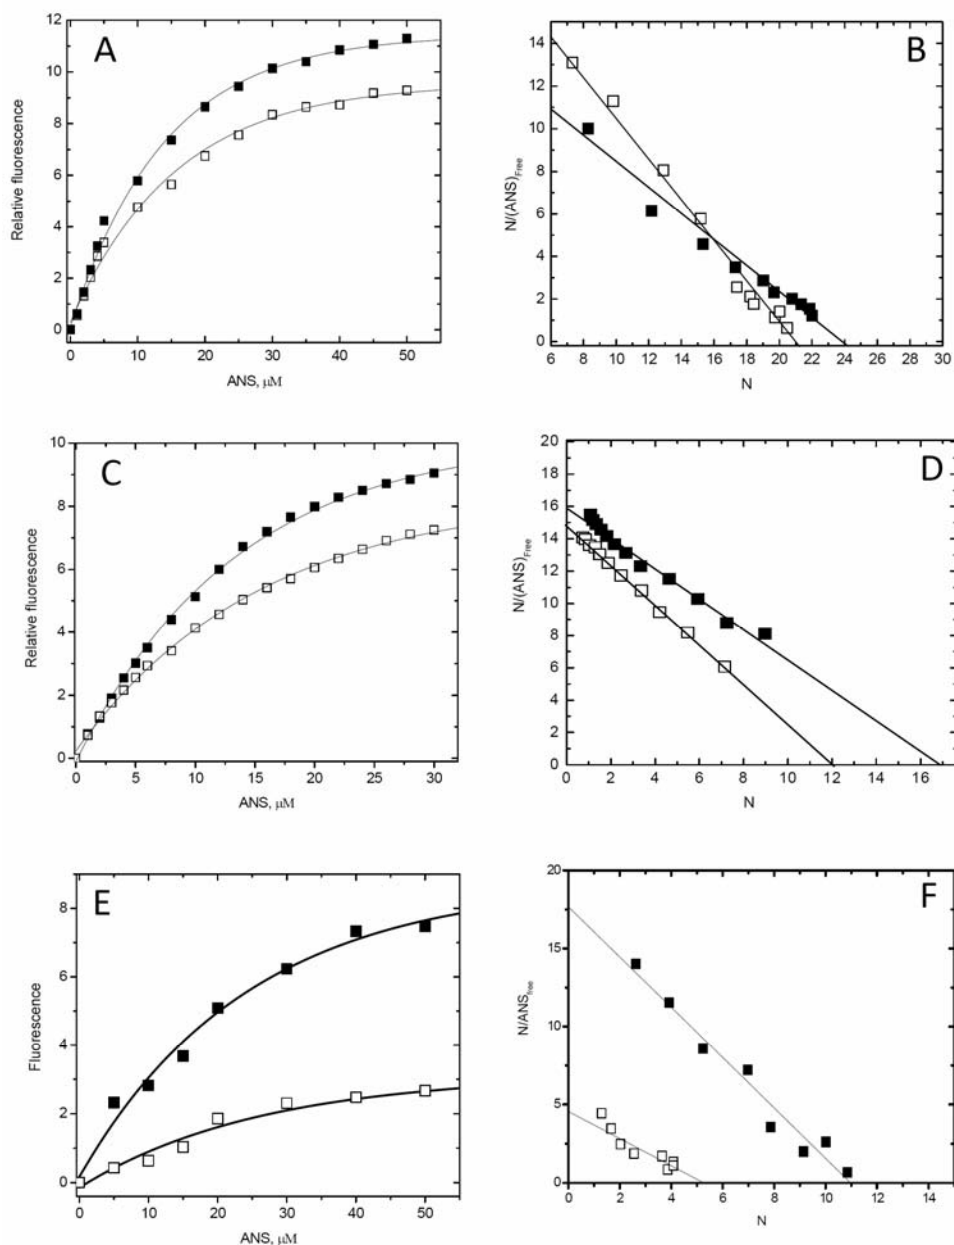 A
Relative fluorescence
12
10
8
6
4
2
0
0 10 20 30 40 50
ANS, μM
B
N/(ANS)Free
14
12
10
8
6
4
2
0
6 8 10 12 14 16 18 20 22 24 26 28 30
N
C
Relative fluorescence
10
8
6
4
2
0
0 5 10 15 20 25 30
ANS, μM
D
N/(ANS)Free
20
18
16
14
12
10
8
6
4
2
0
0 2 4 6 8 10 12 14 16
N
E
Fluorescence
8
6
4
2
0
0 10 20 30 40 50
ANS, μM
F
N/ANSfree
20
15
10
5
0
0 2 4 6 8 10 12 14
N